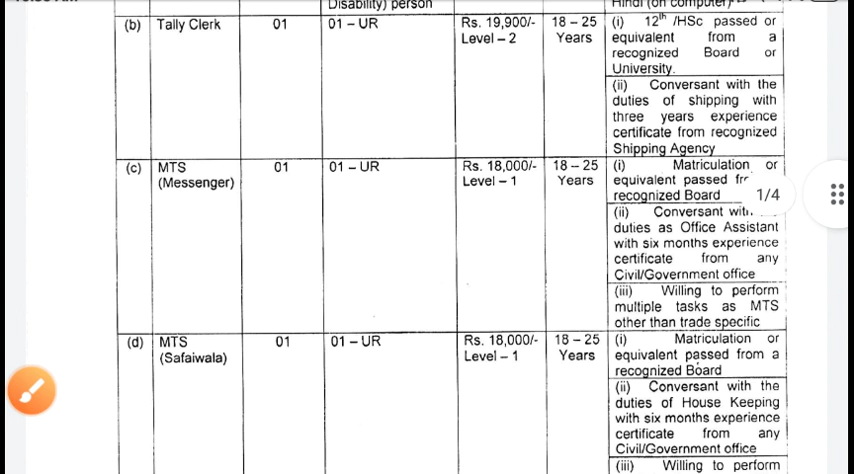 Disability) person
Hindi (on computer)
(b) Tally Clerk 01 01 – UR Rs. 19,900/- Level – 2 18 – 25 Years
(i) 12th /HSc passed or
equivalent from a
recognized Board or
University.
(ii) Conversant with the
duties of shipping with
three years experience
certificate from recognized
Shipping Agency
(c) MTS (Messenger) 01 01 – UR Rs. 18,000/- Level – 1 18 – 25 Years
(i) Matriculation or
equivalent passed
recognized Board
(ii) Conversant
duties as Office Assistant
with six months experience
certificate from any
Civil/Government office
(iii) Willing to perform
multiple tasks as MTS
other than trade specific
1/4
(d) MTS (Safaiwala) 01 01 – UR Rs. 18,000/- Level – 1 18 – 25 Years
(i) Matriculation or
equivalent passed from a
recognized Board
(ii) Conversant with the
duties of House Keeping
with six months experience
certificate from any
Civil/Government office
(iii) Willing to perform